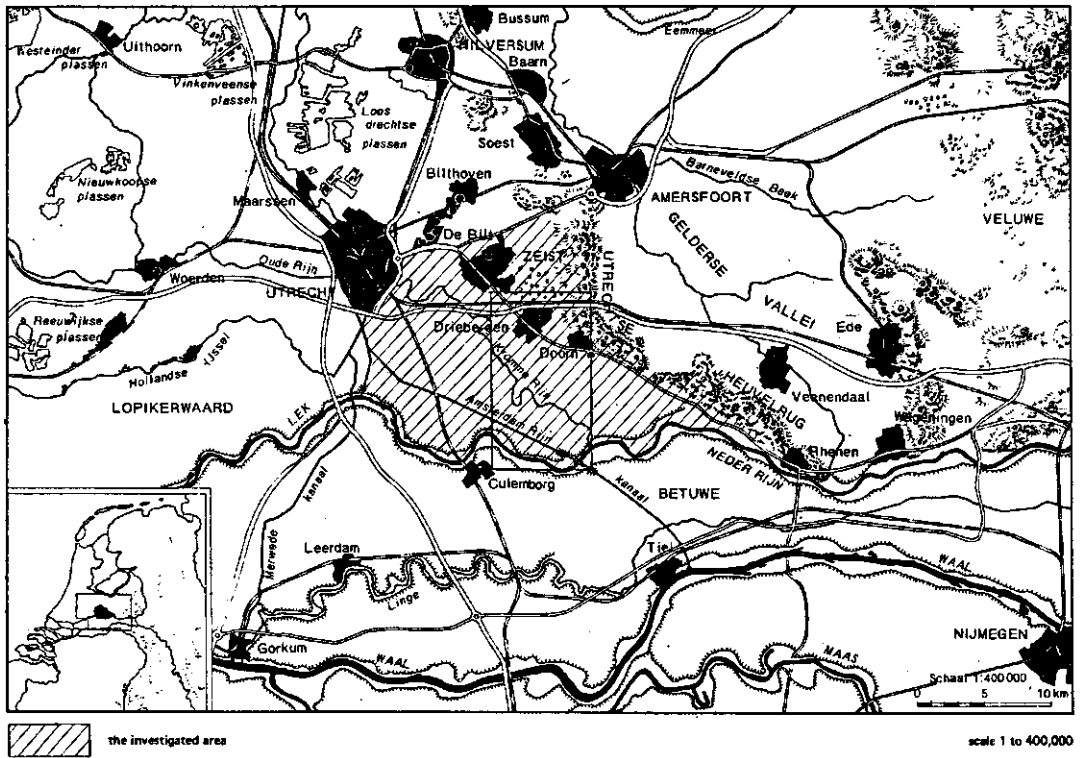 Bussum
Uithoorn
Westeinder
plassen
HILVERSUM
Baarn
Eemmeer
Vinkenveense
plassen
Loos
drechtse
plassen
Soest
Bilthoven
Barneveldse Beek
Nieuwkoopse
plassen
Maarssen
AMERSFOORT
VELUWE
GELDERSE
VALLEI
De Bilt
ZEIST
UTRECHTSE
HEUVELRUG
Oude Rijn
Woerden
UTRECHT
Reeuwijkse
plassen
Driebergen
Ede
Doorn
Hollandse IJssel
Kromme Rijn
Veenendaal
LOPIKERWAARD
LEK
Amsterdam Rijn
kanaal
Wageningen
Rhenen
NEDER RIJN
Culemborg
BETUWE
Merwede
kanaal
Leerdam
Tiel
Linge
WAAL
NIJMEGEN
Gorkum
WAAL
MAAS
Schaal 1:400 000
0 5 10 km
the investigated area
scale 1 to 400,000